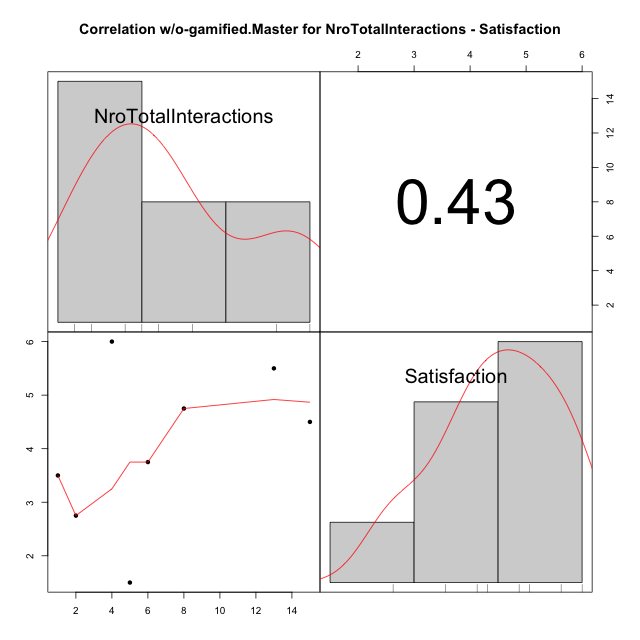 Correlation w/o-gamified.Master for NroTotalInteractions - Satisfaction
2 3 4 5 6
NroTotalInteractions
0.43
14
12
10
8
6
4
2
6
5
4
3
2
Satisfaction
2 4 6 8 10 12 14